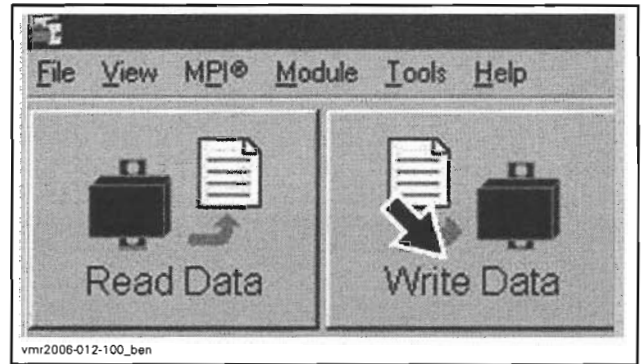 File View MPI® Module Tools Help
Read Data
Write Data
vmr2006-012-100_ben